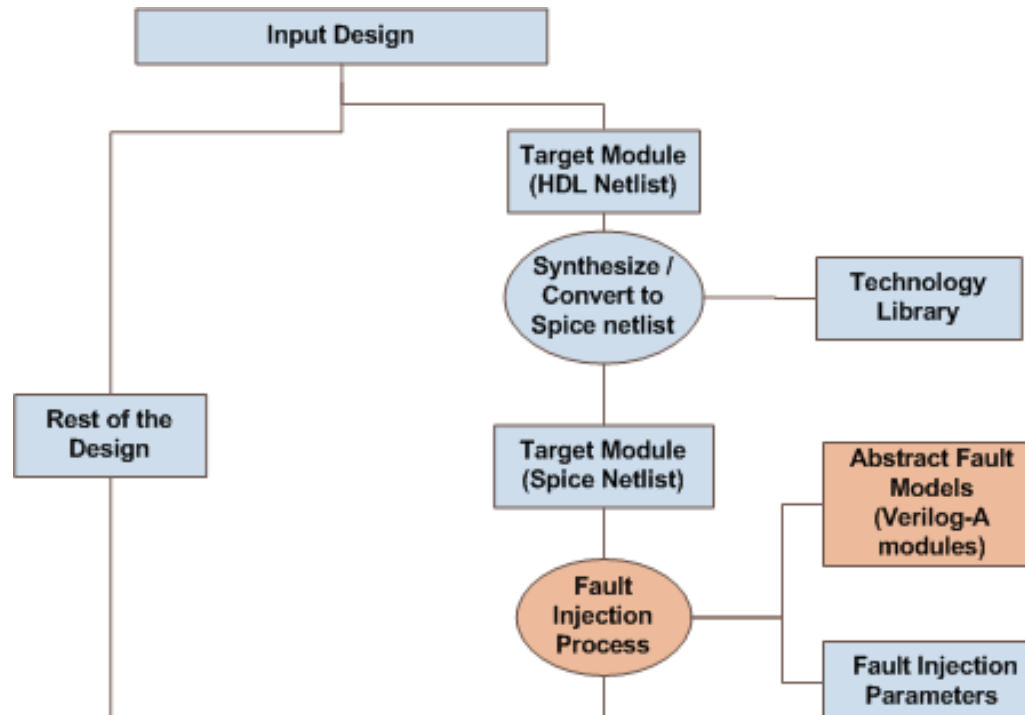 Input Design
Target Module
(HDL Netlist)
Synthesize /
Convert to
Spice netlist
Technology
Library
Rest of the
Design
Target Module
(Spice Netlist)
Abstract Fault
Models
(Verilog-A
modules)
Fault
Injection
Process
Fault Injection
Parameters